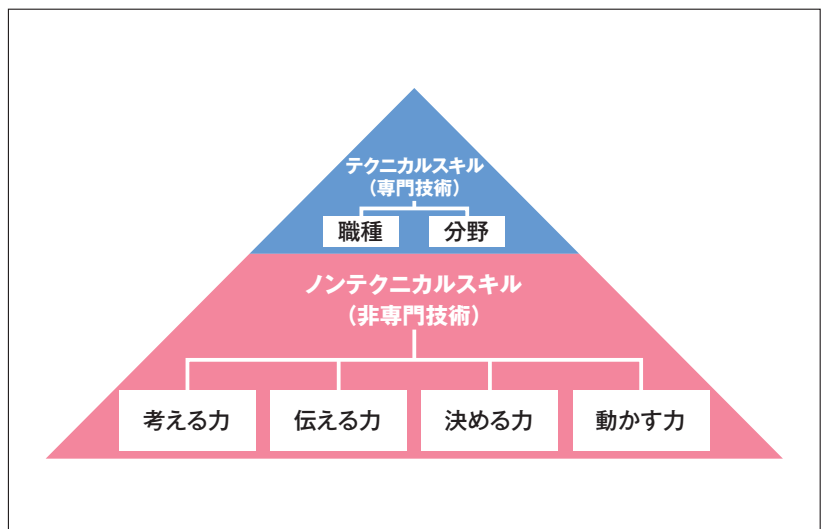 テクニカルスキル
（専門技術）
職種
分野
ノンテクニカルスキル
（非専門技術）
考える力
伝える力
決める力
動かす力